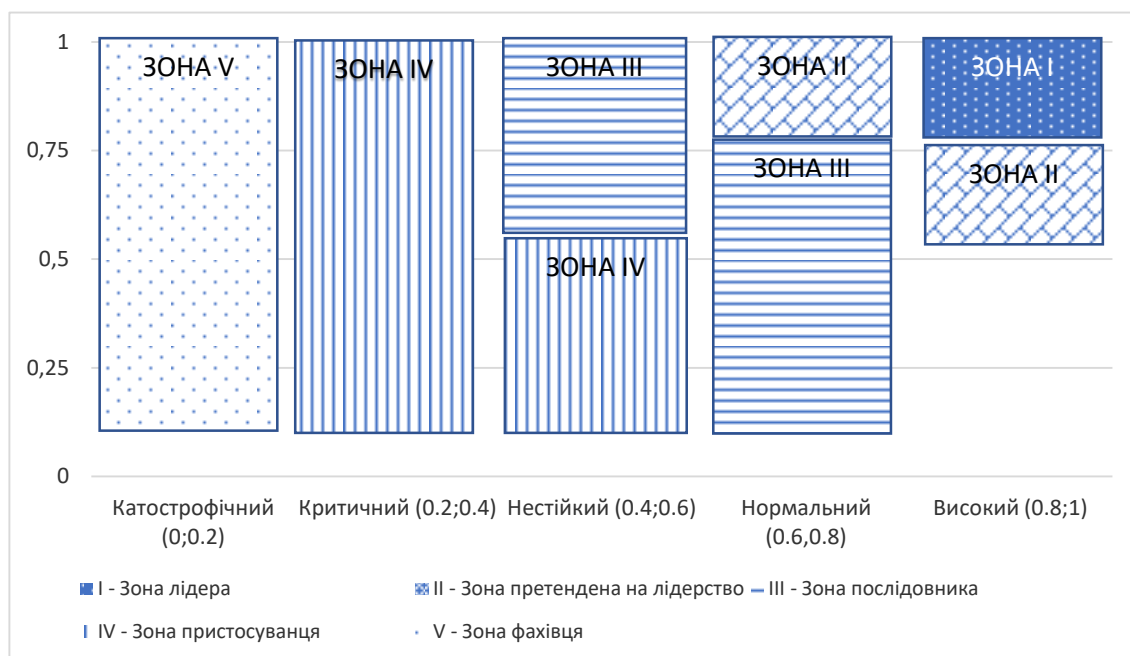 1
0,75
0,5
0,25
0
ЗОНА V
ЗОНА IV
ЗОНА III
ЗОНА IV
ЗОНА II
ЗОНА III
ЗОНА I
ЗОНА II
Катострофічний
(0;0.2)
Критичний (0.2;0.4)
Нестійкий (0.4;0.6)
Нормальний
(0.6,0.8)
Високий (0.8;1)
I - Зона лідера
II - Зона претендена на лідерство
III - Зона послідовника
IV - Зона пристосуванця
V - Зона фахівця